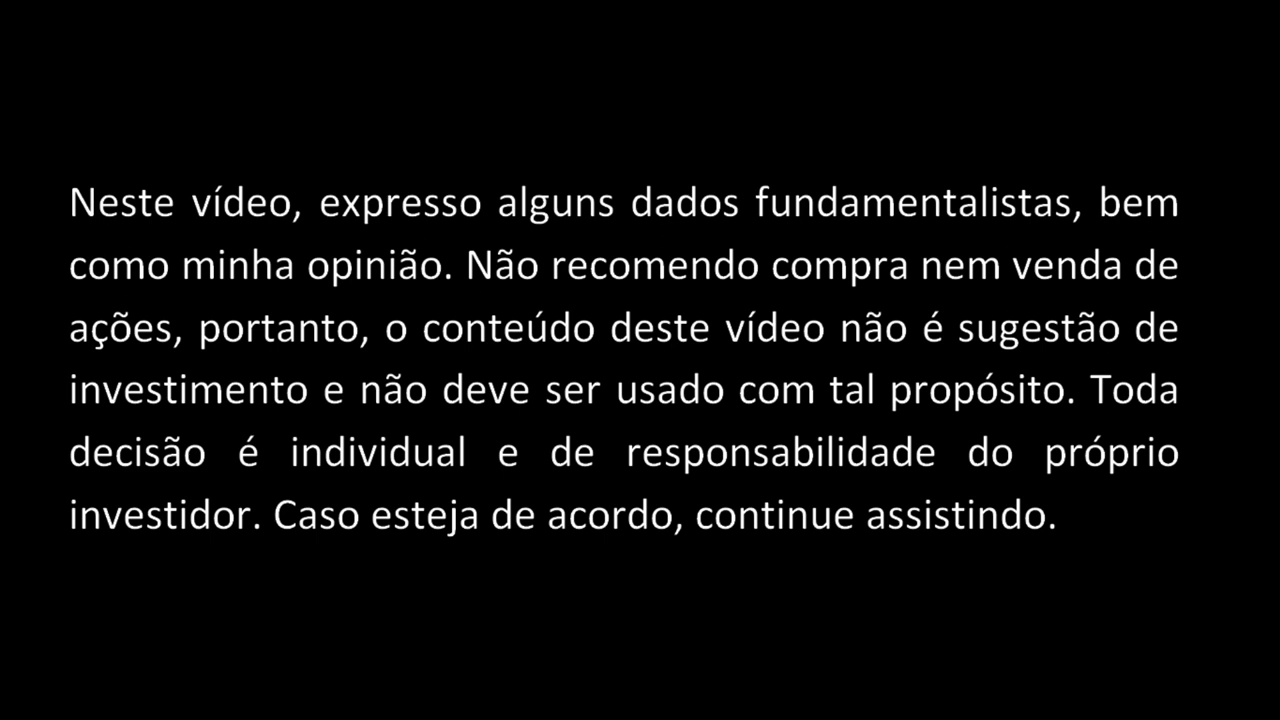 Neste vídeo, expresso alguns dados fundamentalistas, bem
como minha opinião. Não recomendo compra nem venda de
ações, portanto, o conteúdo deste vídeo não é sugestão de
investimento e não deve ser usado com tal propósito. Toda
decisão é individual e de responsabilidade do próprio
investidor. Caso esteja de acordo, continue assistindo.